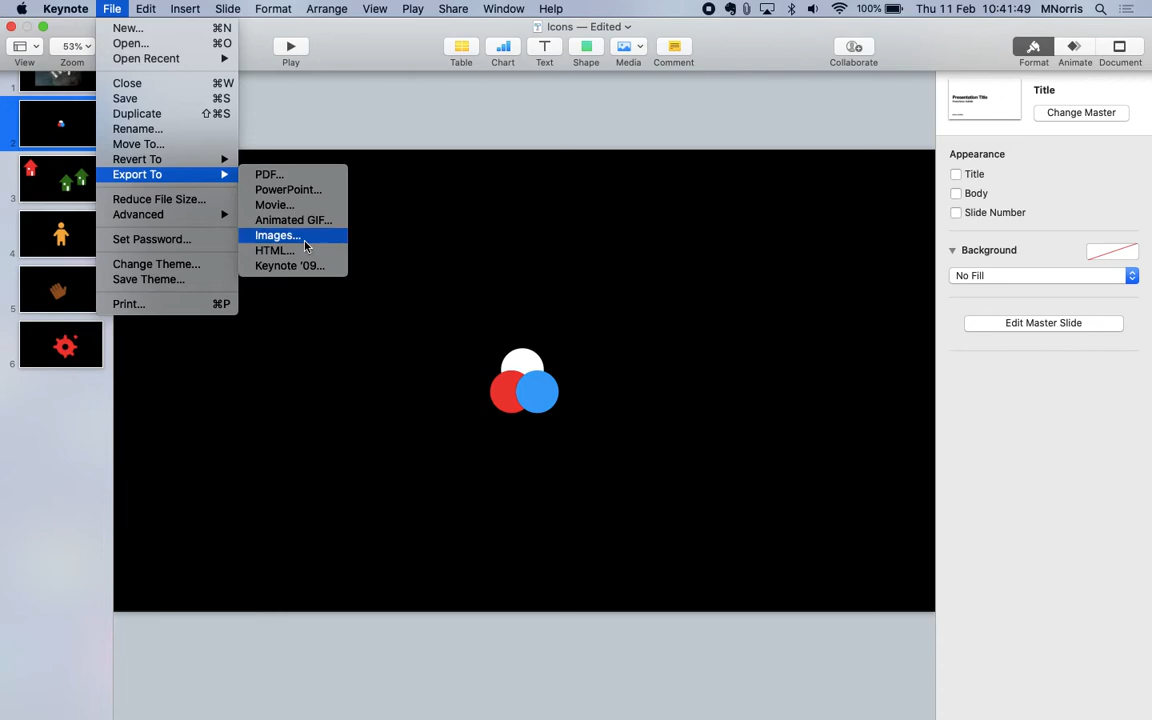 Keynote File Edit Insert Slide Format Arrange View Play Share Window Help 100% Thu 11 Feb 10:41:49 MNorris
Icons — Edited
53%
View Zoom Play Table Chart Text Shape Media Comment Collaborate Format Animate Document
New... ⌘N
Open... ⌘O
Open Recent
Close ⌘W
Save ⌘S
Duplicate ⇧⌘S
Rename...
Move To...
Revert To
Export To
Reduce File Size...
Advanced
Set Password...
Change Theme...
Save Theme...
Print... ⌘P
PDF...
PowerPoint...
Movie...
Animated GIF...
Images...
HTML...
Keynote '09...
1
2
3
5
6
Presentation Title
Title
Change Master
Appearance
Title
Body
Slide Number
Background
No Fill
Edit Master Slide